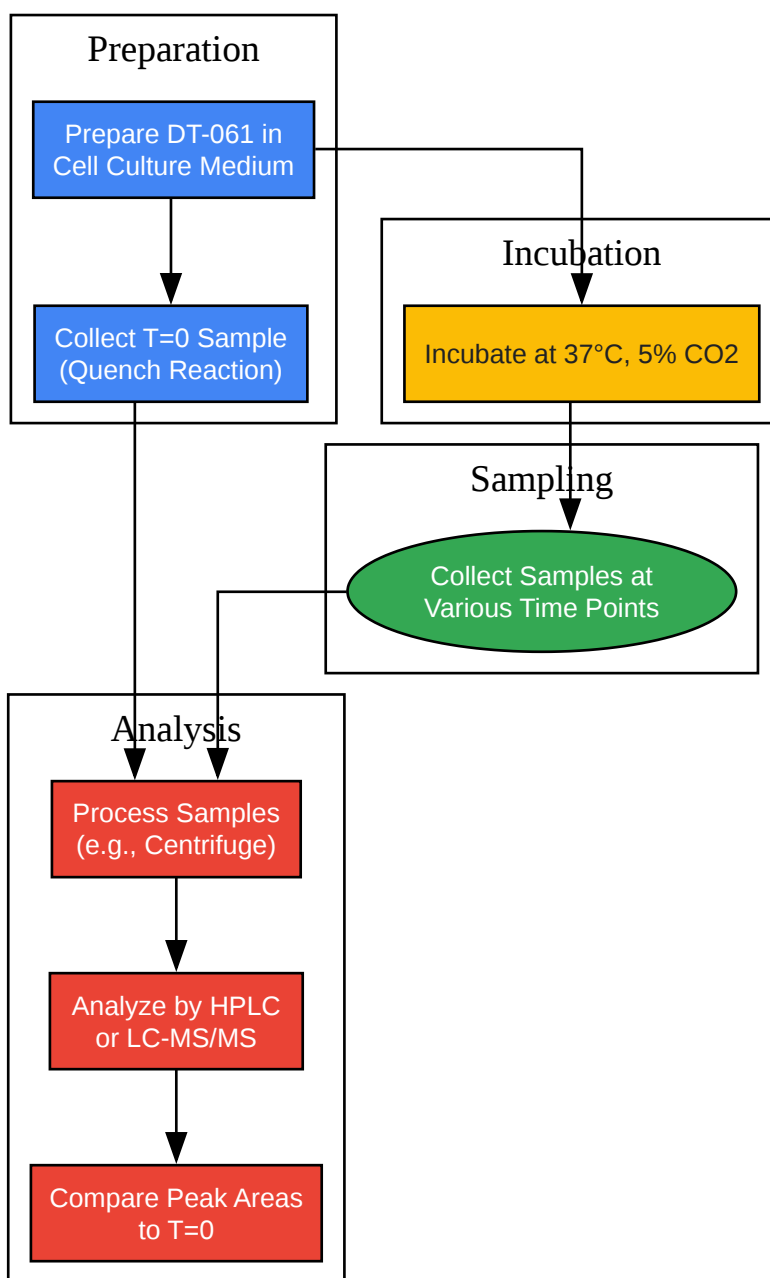 Preparation
Prepare DT-061 in
Cell Culture Medium
Collect T=0 Sample
(Quench Reaction)
Incubation
Incubate at 37°C, 5% CO2
Sampling
Collect Samples at
Various Time Points
Analysis
Process Samples
(e.g., Centrifuge)
Analyze by HPLC
or LC-MS/MS
Compare Peak Areas
to T=0